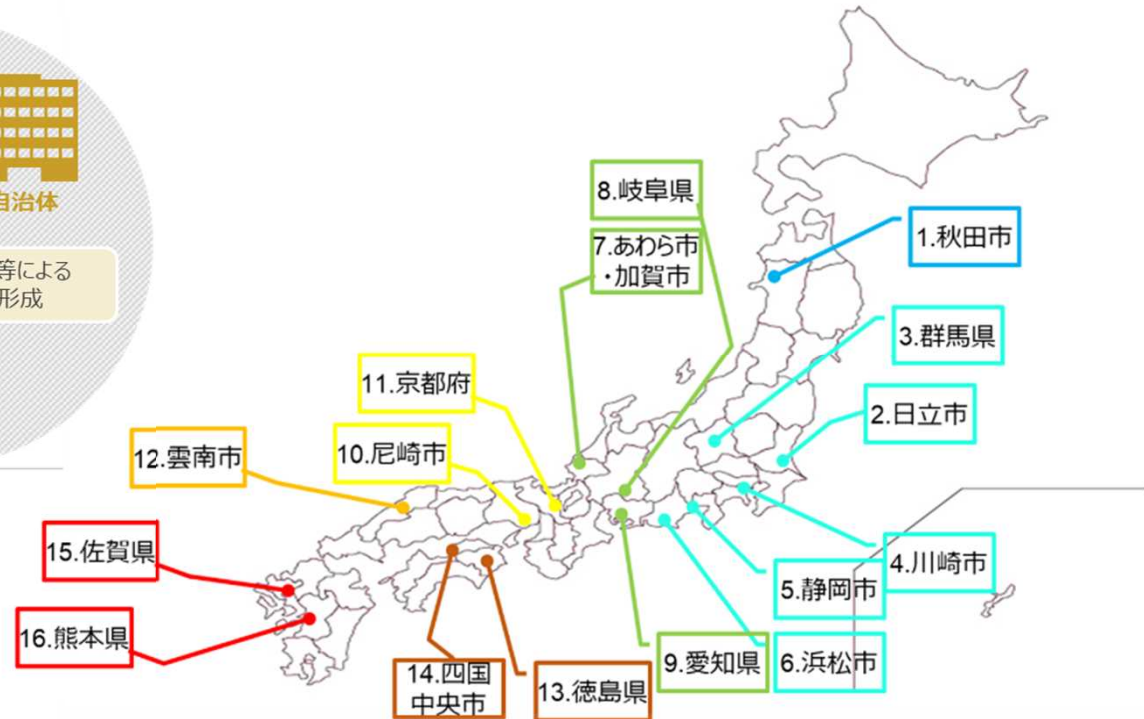 自治体
等による
形成
8.岐阜県
7.あわら市
・加賀市
1.秋田市
3.群馬県
11.京都府
2.日立市
10.尼崎市
12.雲南市
15.佐賀県
4.川崎市
5.静岡市
16.熊本県
9.愛知県
6.浜松市
14.四国
中央市
13.徳島県